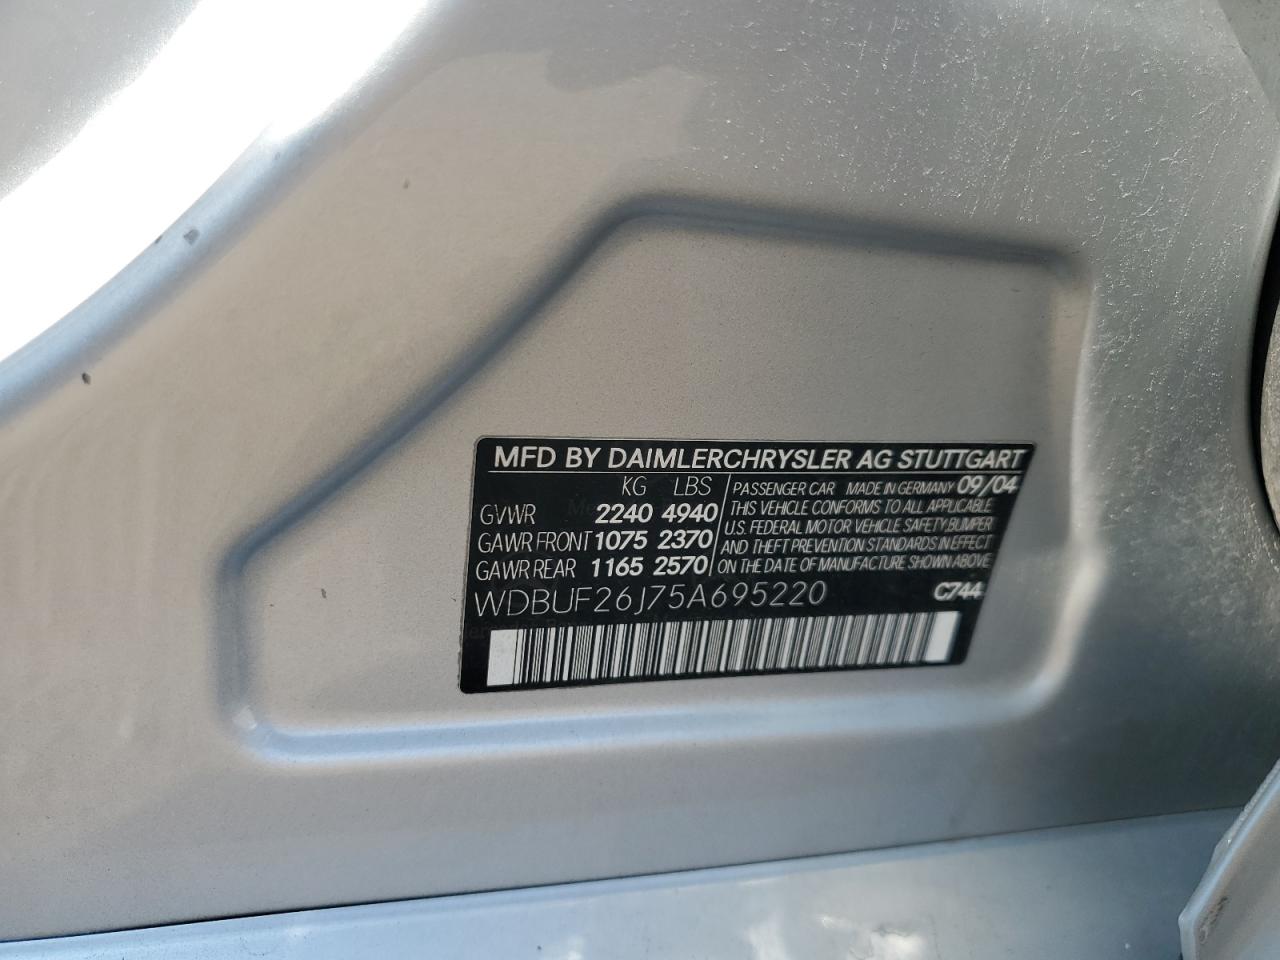 MFD BY DAIMLERCHRYSLER AG STUTTGART
KG LBS
GVWR 2240 4940
GAWR FRONT 1075 2370
GAWR REAR 1165 2570
PASSENGER CAR MADE IN GERMANY 09/04
THIS VEHICLE CONFORMS TO ALL APPLICABLE
U.S. FEDERAL MOTOR VEHICLE SAFETY, BUMPER
AND THEFT PREVENTION STANDARDS IN EFFECT
ON THE DATE OF MANUFACTURE SHOWN ABOVE
WDBUF26J75A695220
C744